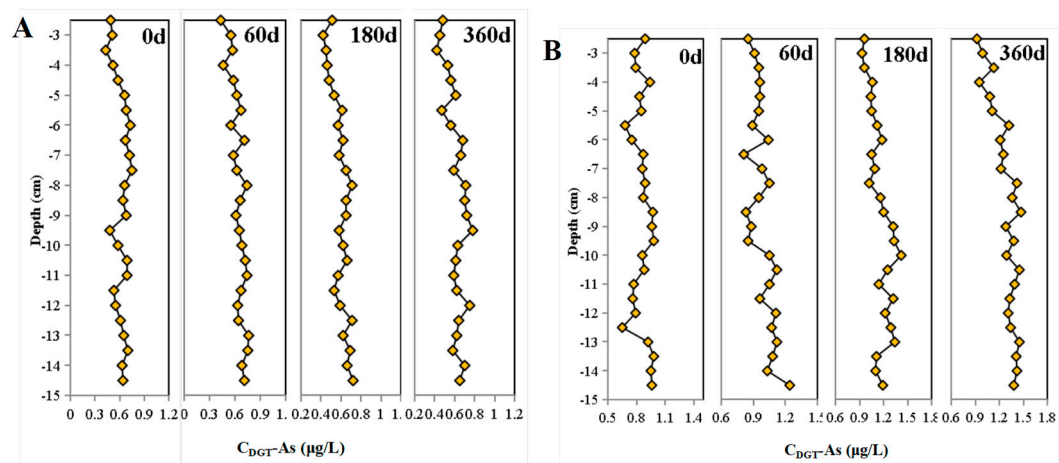 A
0d
60d
180d
360d
-3
-4
-5
-6
-7
-8
-9
-10
-11
-12
-13
-14
-15
Depth (cm)
0 0.3 0.6 0.9 1.2
0 0.3 0.6 0.9 1.
0.2 0.4 0.6 0.8 1
0.2 0.4 0.6 0.8 1 1.2
C_DGT-As (μg/L)
B
0d
60d
180d
360d
-3
-4
-5
-6
-7
-8
-9
-10
-11
-12
-13
-14
-15
Depth (cm)
0.5 0.8 1.1 1.4
0.6 0.9 1.2
0.6 0.9 1.2 1.5 1.8
0.6 0.9 1.2 1.5 1.8
C_DGT-As (μg/L)